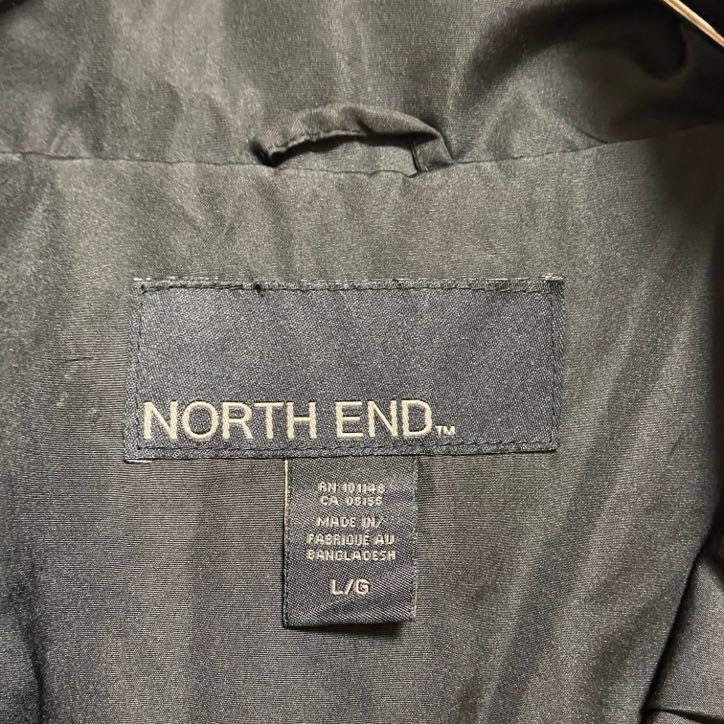 NORTH END™
RN 101148
CA 05155
MADE IN/
FABRIQUÉ AU
BANGLADESH
L/G